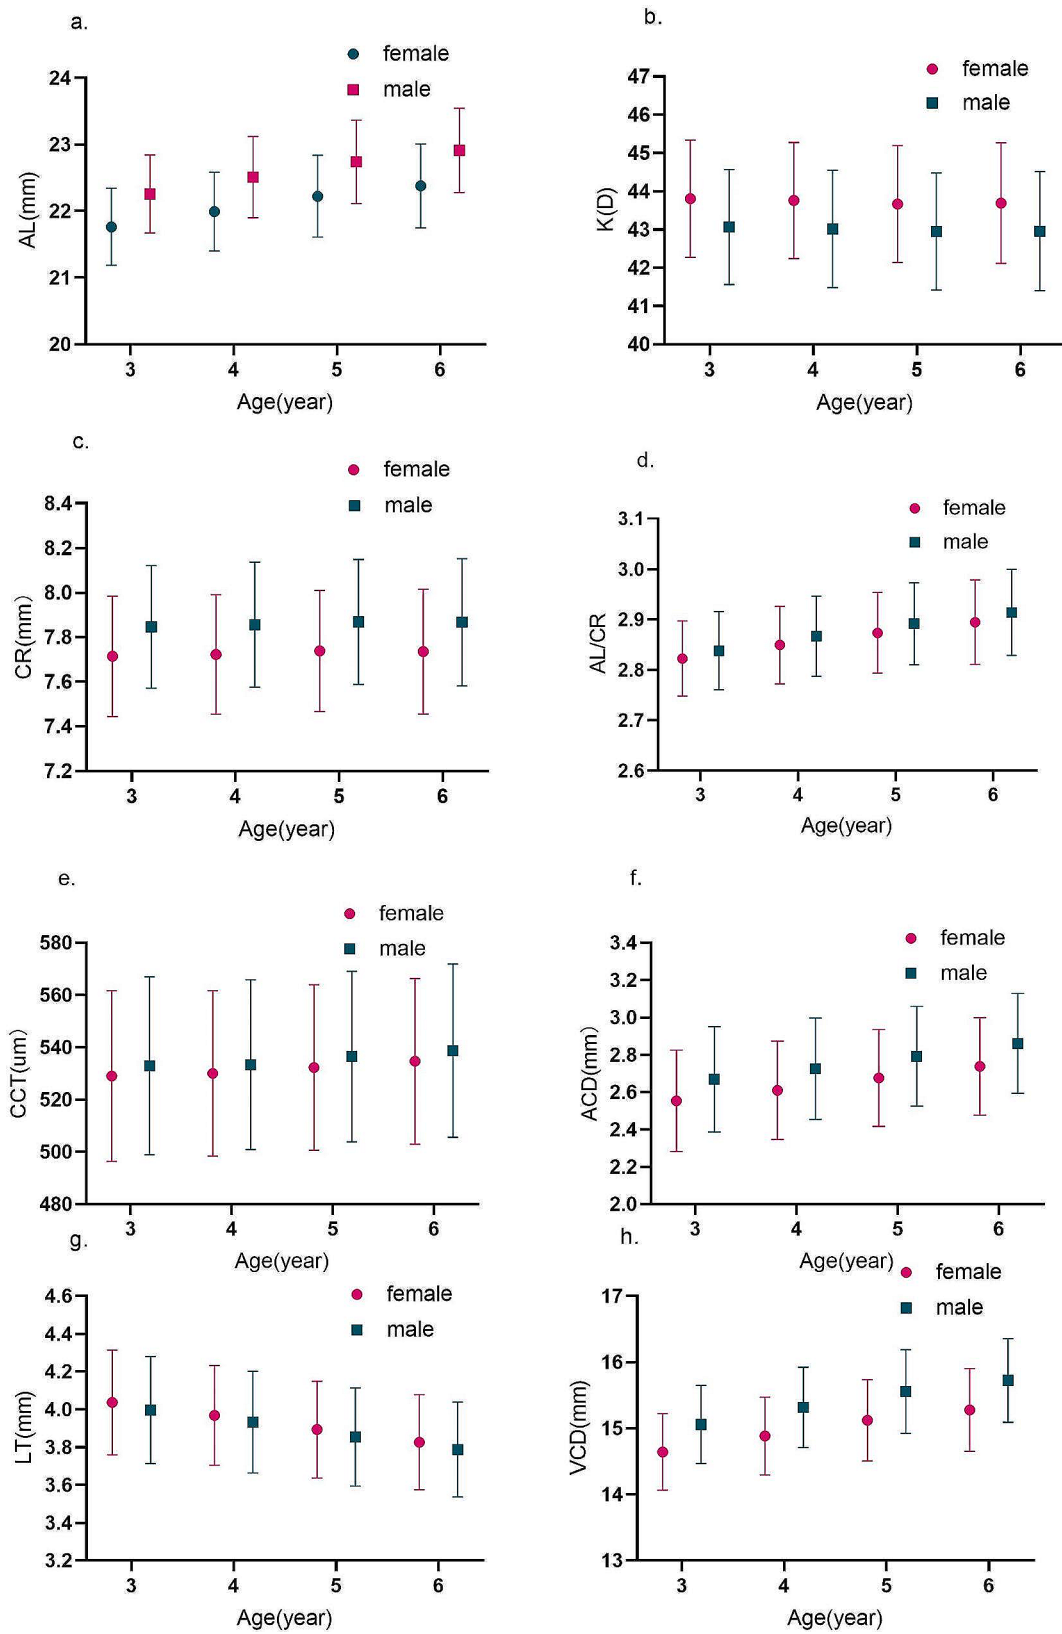 a.
female
male
24
23
22
21
20
AL(mm)
3 4 5 6
Age(year)
b.
female
male
47
46
45
44
43
42
41
40
K(D)
3 4 5 6
Age(year)
c.
female
male
8.4
8.2
8.0
7.8
7.6
7.4
7.2
CR(mm)
3 4 5 6
Age(year)
d.
female
male
3.1
3.0
2.9
2.8
2.7
2.6
AL/CR
3 4 5 6
Age(year)
e.
female
male
580
560
540
520
500
480
CCT(um)
3 4 5 6
Age(year)
f.
female
male
3.4
3.2
3.0
2.8
2.6
2.4
2.2
2.0
ACD(mm)
3 4 5 6
Age(year)
g.
female
male
4.6
4.4
4.2
4.0
3.8
3.6
3.4
3.2
LT(mm)
3 4 5 6
Age(year)
h.
female
male
17
16
15
14
13
VCD(mm)
3 4 5 6
Age(year)